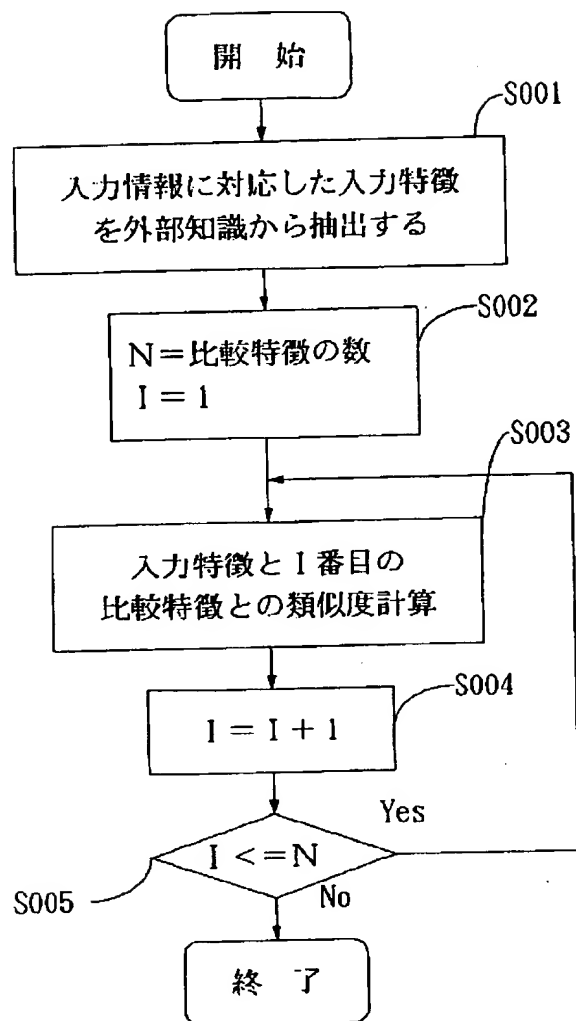 開 始
S001
入力情報に対応した入力特徴
を外部知識から抽出する
S002
N=比較特徴の数
I=1
S003
入力特徴とI番目の
比較特徴との類似度計算
S004
I=I+1
Yes
I<=N
S005
No
終 了